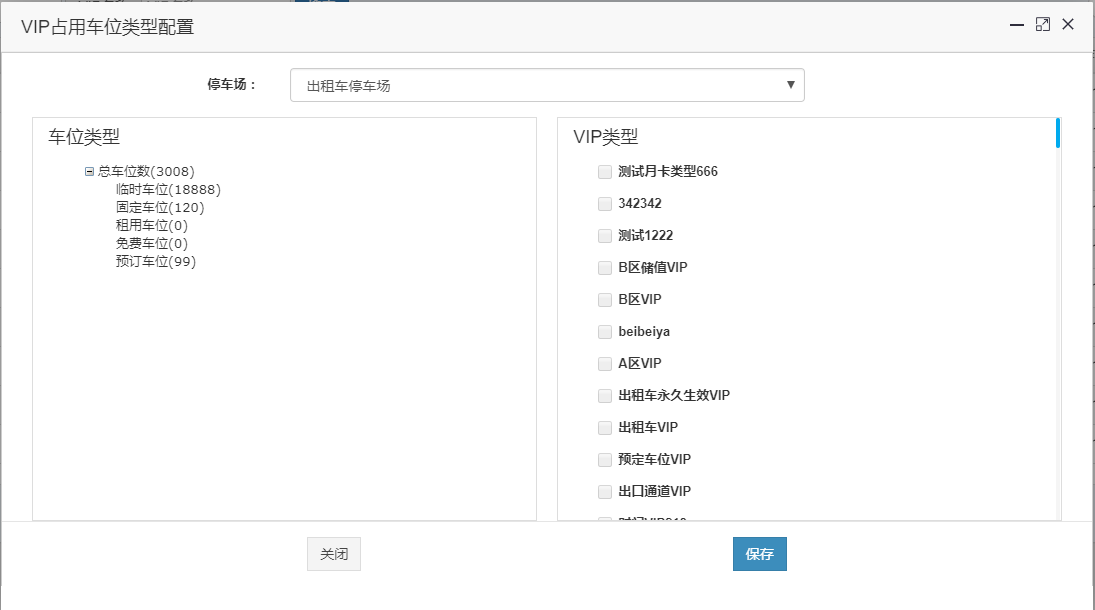 VIP占用车位类型配置
停车场：
出租车停车场
车位类型
总车位数(3008)
临时车位(18888)
固定车位(120)
租用车位(0)
免费车位(0)
预订车位(99)
VIP类型
测试月卡类型666
342342
测试1222
B区储值VIP
B区VIP
beibeiya
A区VIP
出租车永久生效VIP
出租车VIP
预定车位VIP
出口通道VIP
关闭
保存